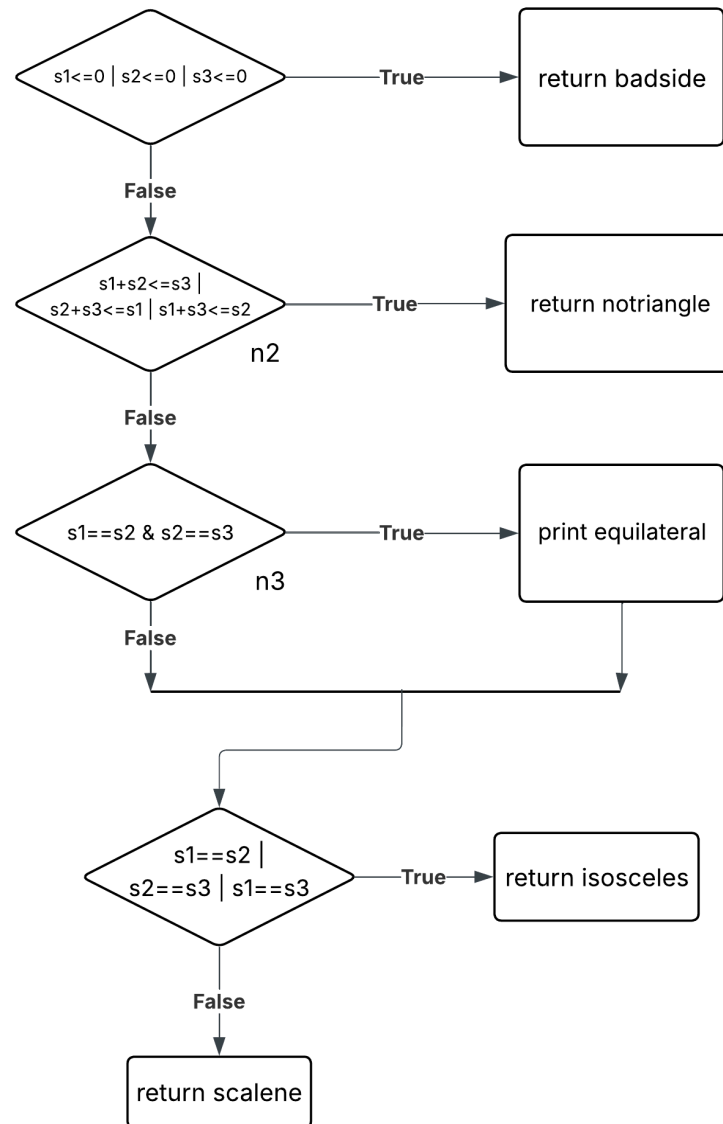 s1<=0 | s2<=0 | s3<=0
True
return badside
False
s1+s2<=s3 |
s2+s3<=s1 | s1+s3<=s2
True
return notriangle
n2
False
s1==s2 & s2==s3
True
print equilateral
n3
False
s1==s2 |
s2==s3 | s1==s3
True
return isosceles
False
return scalene